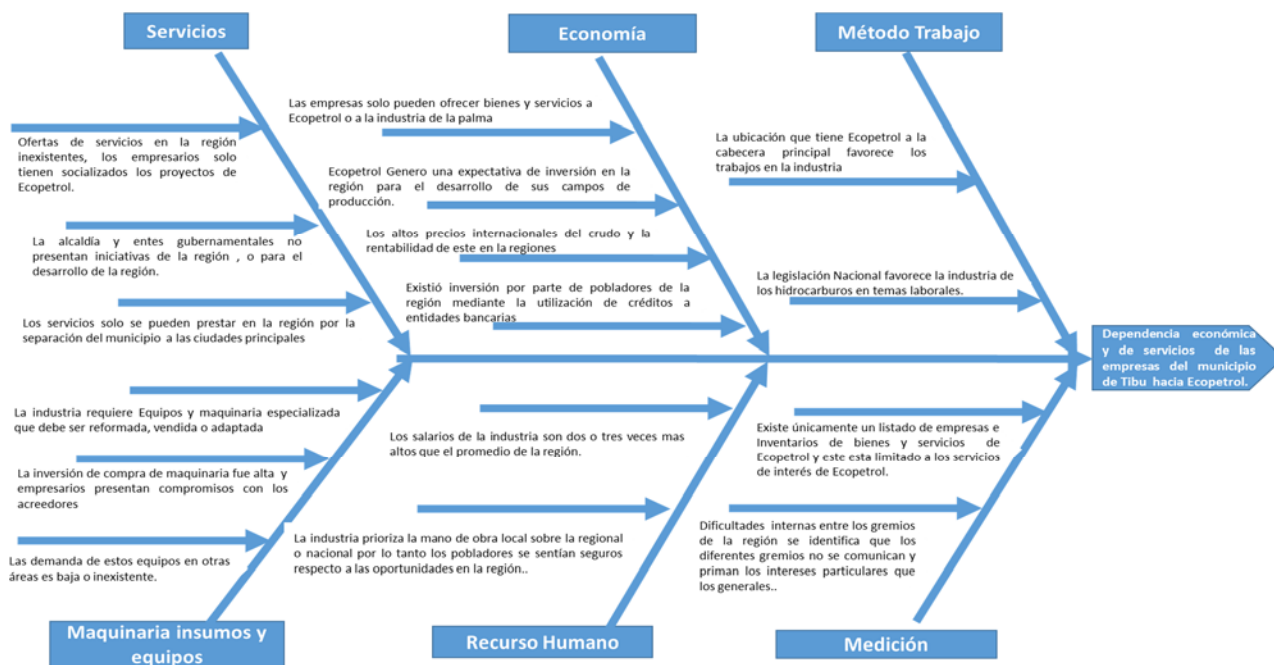 Servicios
Economía
Método Trabajo
Ofertas de servicios en la región
inexistentes, los empresarios solo
tienen socializados los proyectos de
Ecopetrol.
La alcaldía y entes gubernamentales no
presentan iniciativas de la región , o para el
desarrollo de la región.
Los servicios solo se pueden prestar en la región por la
separación del municipio a las ciudades principales
Las empresas solo pueden ofrecer bienes y servicios a
Ecopetrol o a la industria de la palma
Ecopetrol Genero una expectativa de inversión en la
región para el desarrollo de sus campos de
producción.
Los altos precios internacionales del crudo y la
rentabilidad de este en la regiones
Existió inversión por parte de pobladores de la
región mediante la utilización de créditos a
entidades bancarias
La ubicación que tiene Ecopetrol a la
cabecera principal favorece los
trabajos en la industria
La legislación Nacional favorece la industria de
los hidrocarburos en temas laborales.
Dependencia económica
y de servicios de las
empresas del municipio
de Tibu hacia Ecopetrol.
La industria requiere Equipos y maquinaria especializada
que debe ser reformada, vendida o adaptada
La inversión de compra de maquinaria fue alta y
empresarios presentan compromisos con los
acreedores
Las demanda de estos equipos en otras
áreas es baja o inexistente.
Los salarios de la industria son dos o tres veces mas
altos que el promedio de la región.
La industria prioriza la mano de obra local sobre la regional
o nacional por lo tanto los pobladores se sentían seguros
respecto a las oportunidades en la región..
Existe únicamente un listado de empresas e
Inventarios de bienes y servicios de
Ecopetrol y este esta limitado a los servicios
de interés de Ecopetrol.
Dificultades internas entre los gremios
de la región se identifica que los
diferentes gremios no se comunican y
priman los intereses particulares que
los generales..
Maquinaria insumos y
equipos
Recurso Humano
Medición